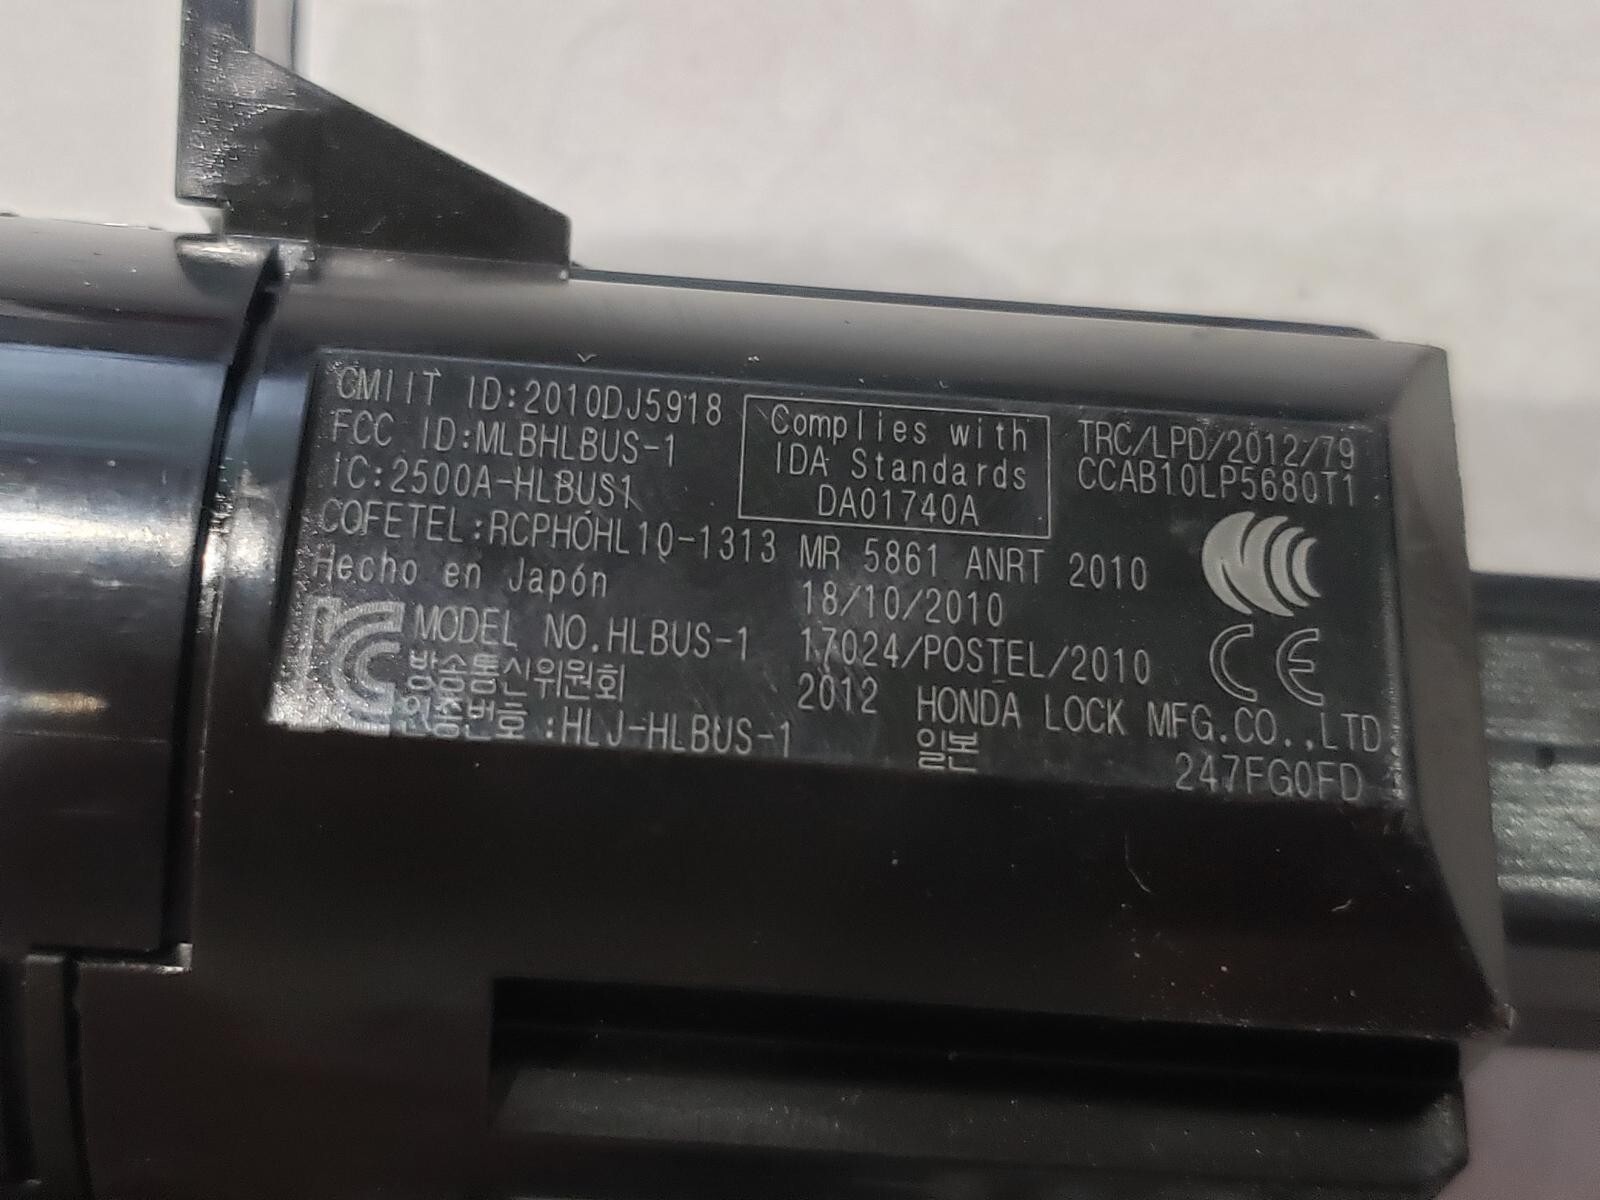 CMIIT ID:2010DJ5918
FCC ID:MLBHLBUS-1
IC:2500A-HLBUS1
COFETEL:RCPHOHL10-1313
Hecho en Japón
MODEL NO.HLBUS-1
방송통신위원회
인증번호 :HLJ-HLBUS-1
Complies with
IDA Standards
DA01740A
MR 5861 ANRT 2010
18/10/2010
17024/POSTEL/2010
2012 HONDA LOCK MFG.CO.,LTD.
일본
247FG0FD
TRC/LPD/2012/79
CCAB10LP5680T1
CE